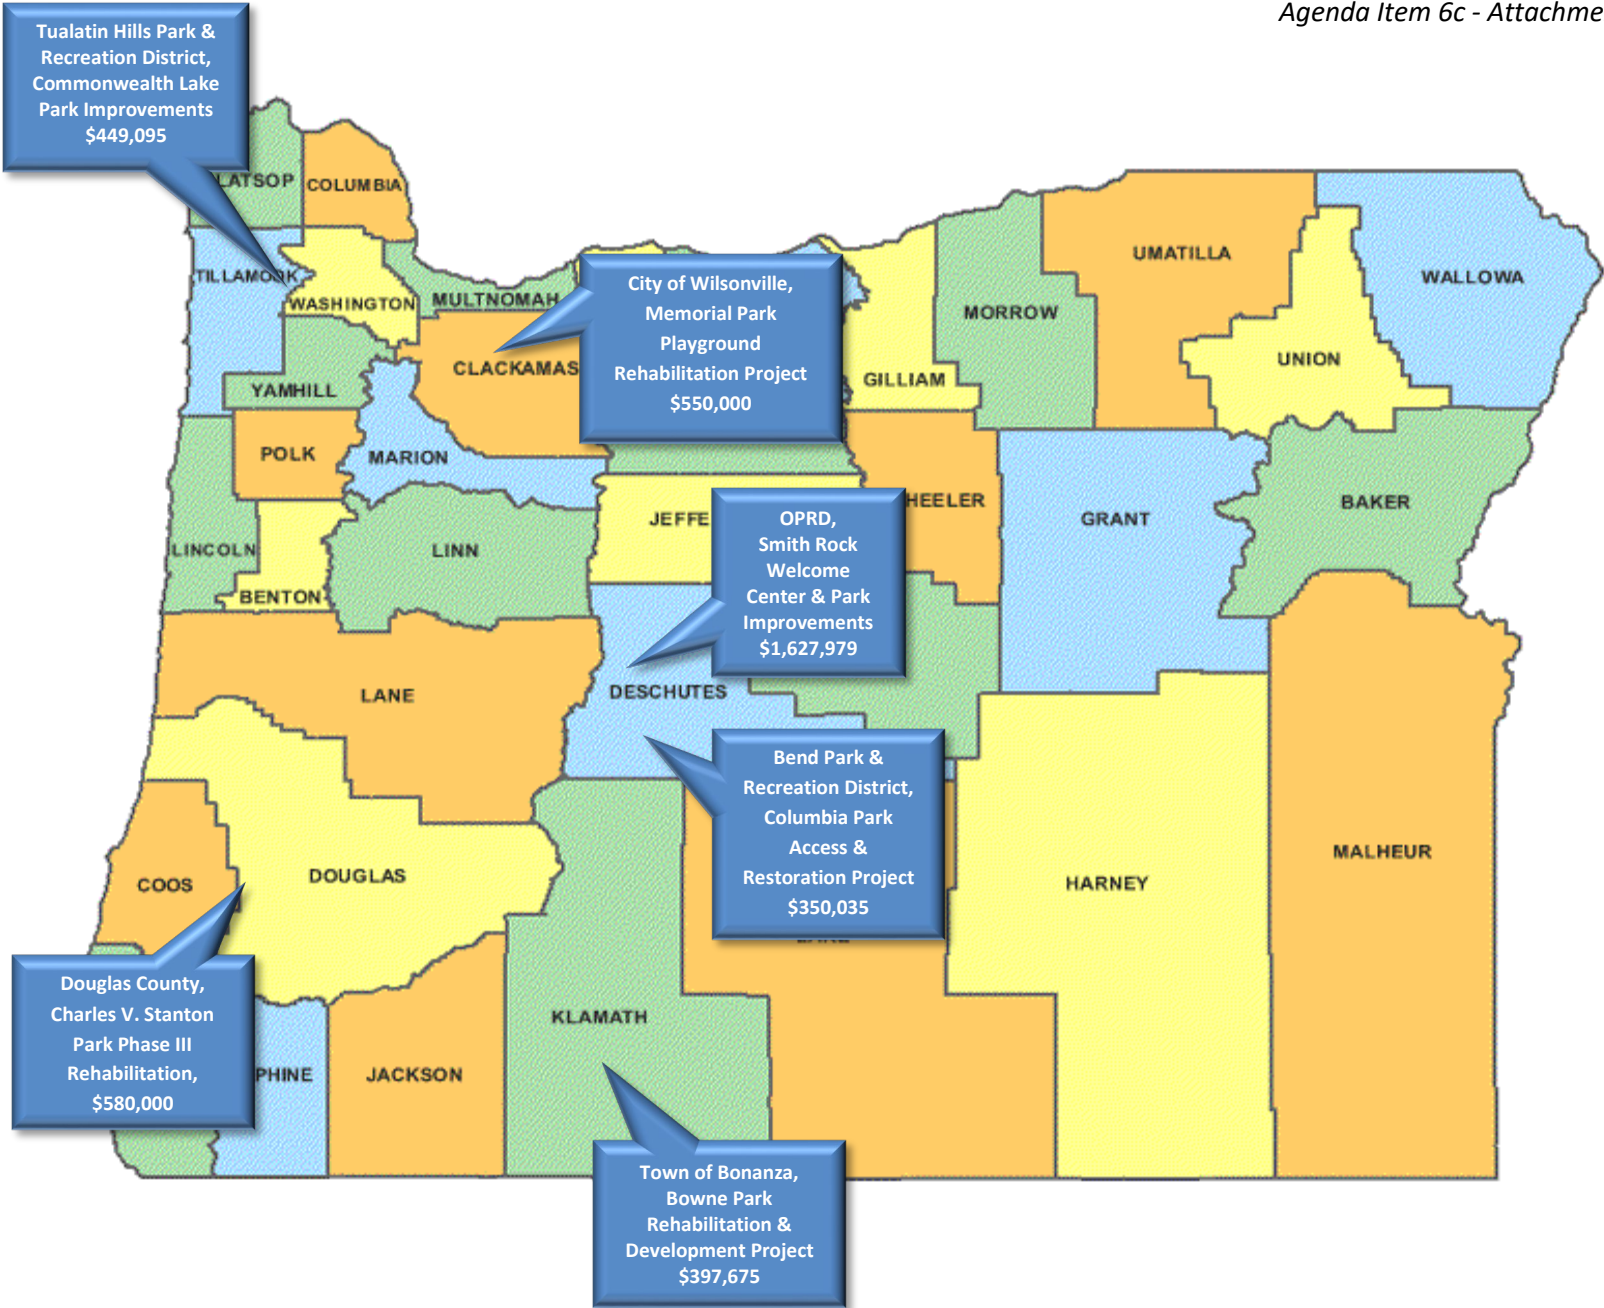 Agenda Item 6c - Attachme
Tualatin Hills Park &
Recreation District,
Commonwealth Lake
Park Improvements
$449,095
LATSOP
COLUMBIA
TILLAMOOK
WASHINGTON
MULTNOMAH
City of Wilsonville,
Memorial Park
Playground
Rehabilitation Project
$550,000
CLACKAMAS
YAMHILL
GILLIAM
MORROW
UMATILLA
UNION
WALLOWA
POLK
MARION
LINCOLN
BENTON
LINN
JEFFE
HEELER
GRANT
BAKER
OPRD,
Smith Rock
Welcome
Center & Park
Improvements
$1,627,979
LANE
DESCHUTES
Bend Park &
Recreation District,
Columbia Park
Access &
Restoration Project
$350,035
COOS
DOUGLAS
HARNEY
MALHEUR
Douglas County,
Charles V. Stanton
Park Phase III
Rehabilitation,
$580,000
PHINE
JACKSON
KLAMATH
Town of Bonanza,
Bowne Park
Rehabilitation &
Development Project
$397,675